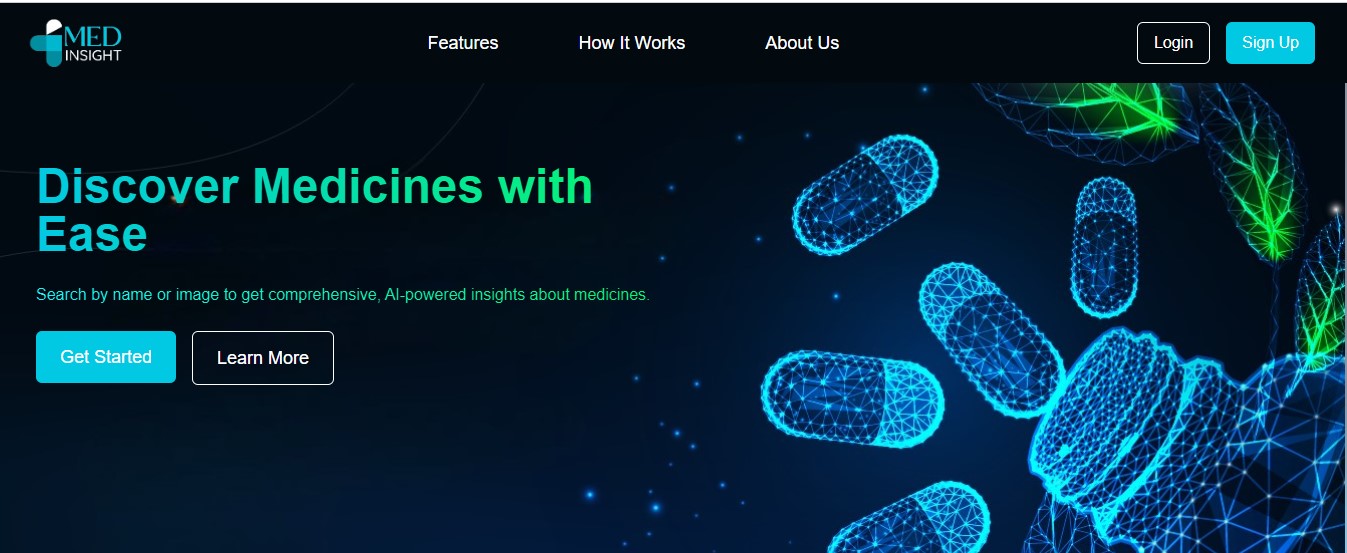 MED
INSIGHT
Features
How It Works
About Us
Login
Sign Up
Discover Medicines with
Ease
Search by name or image to get comprehensive, AI-powered insights about medicines.
Get Started
Learn More